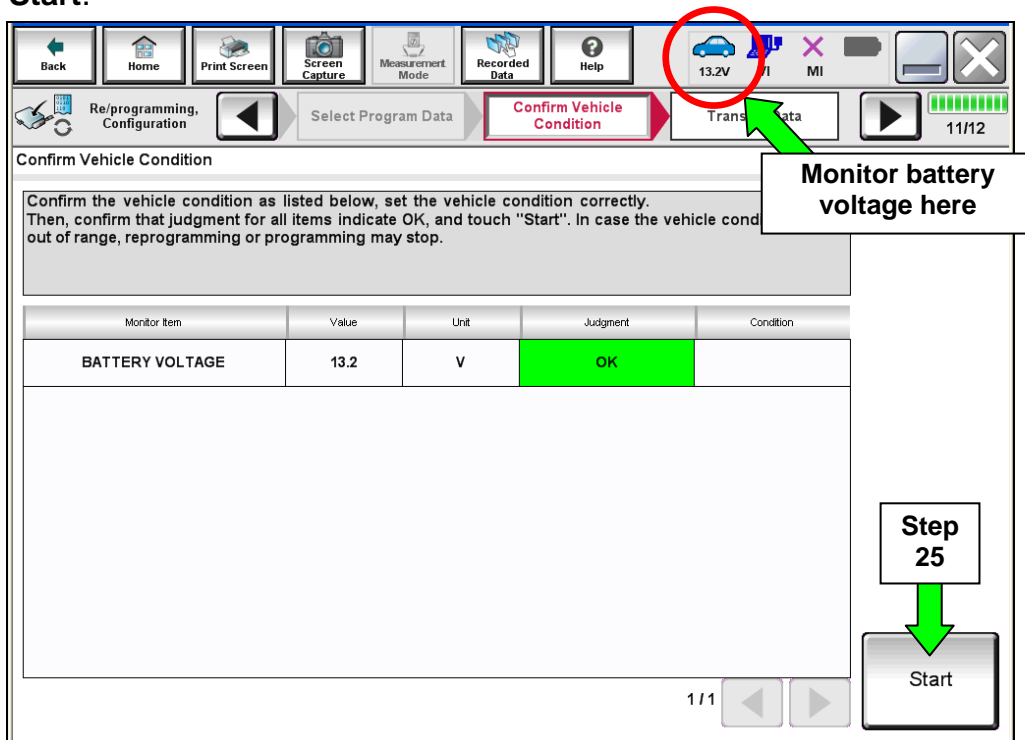 Start.
Back
Home
Print Screen
Screen
Capture
Measurement
Mode
Recorded
Data
Help
13.2V
VI
MI
Re/programming,
Configuration
Select Program Data
Confirm Vehicle
Condition
11/12
Confirm Vehicle Condition
Monitor battery
voltage here
Confirm the vehicle condition as listed below, set the vehicle condition correctly.
Then, confirm that judgment for all items indicate OK, and touch "Start". In case the vehicle
out of range, reprogramming or programming may stop.
Monitor Item Value Unit Judgment Condition
BATTERY VOLTAGE 13.2 V OK
Step
25
Start
1/1